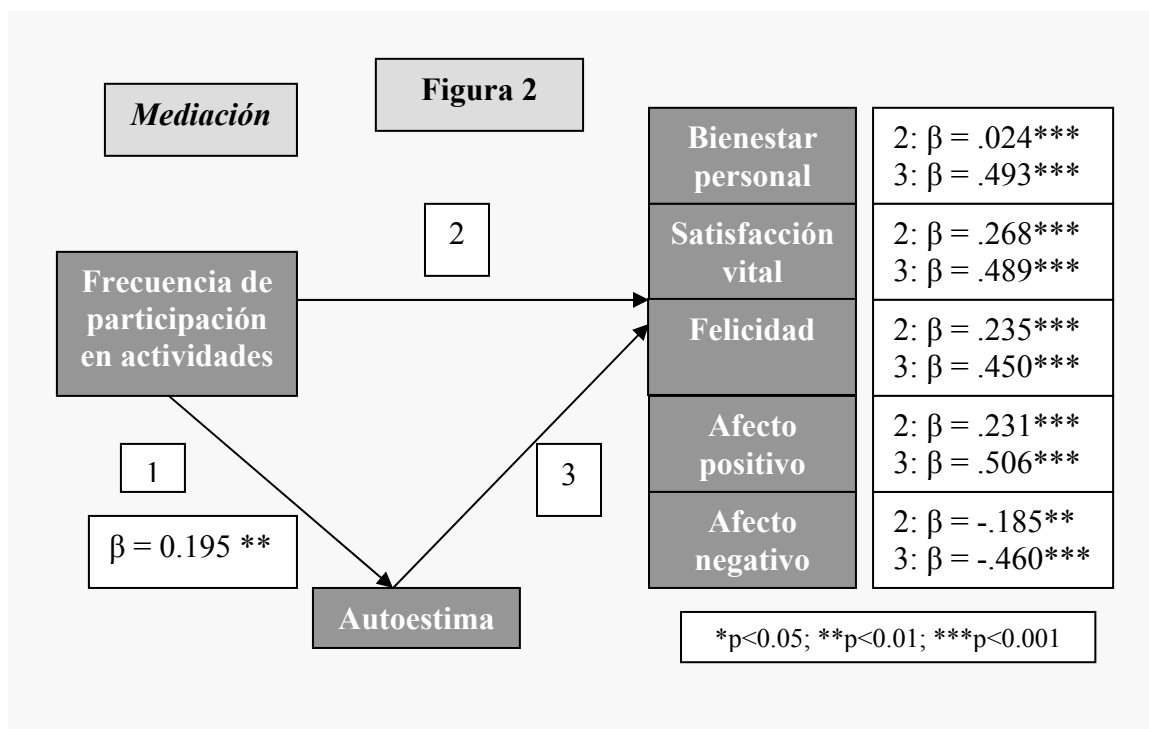 Mediación
Figura 2
Frecuencia de
participación
en actividades
1
β = 0.195 **
Autoestima
2
3
Bienestar
personal
2: β = .024***
3: β = .493***
Satisfacción
vital
2: β = .268***
3: β = .489***
Felicidad
2: β = .235***
3: β = .450***
Afecto
positivo
2: β = .231***
3: β = .506***
Afecto
negativo
2: β = -.185**
3: β = -.460***
*p<0.05; **p<0.01; ***p<0.001